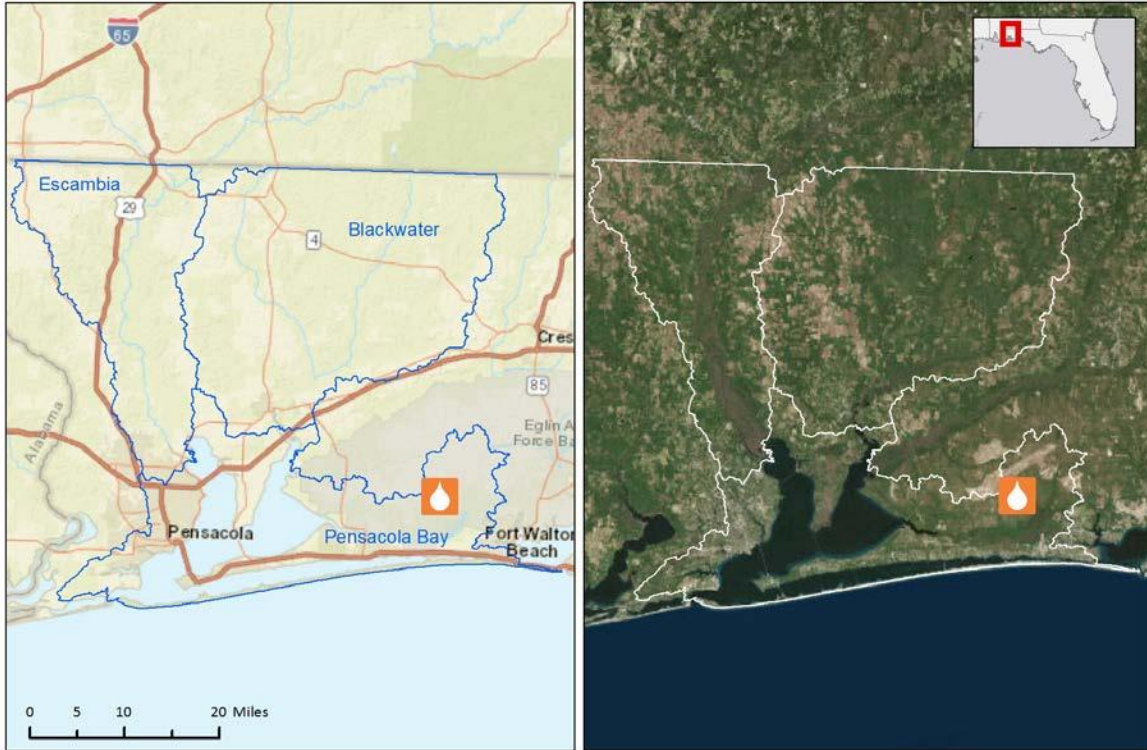 65
Escambia
29
Blackwater
4
Cres
85
Eglin A
Force Ba
Alabama
Pensacola
Pensacola Bay
Fort Walton
Beach
0 5 10 20 Miles